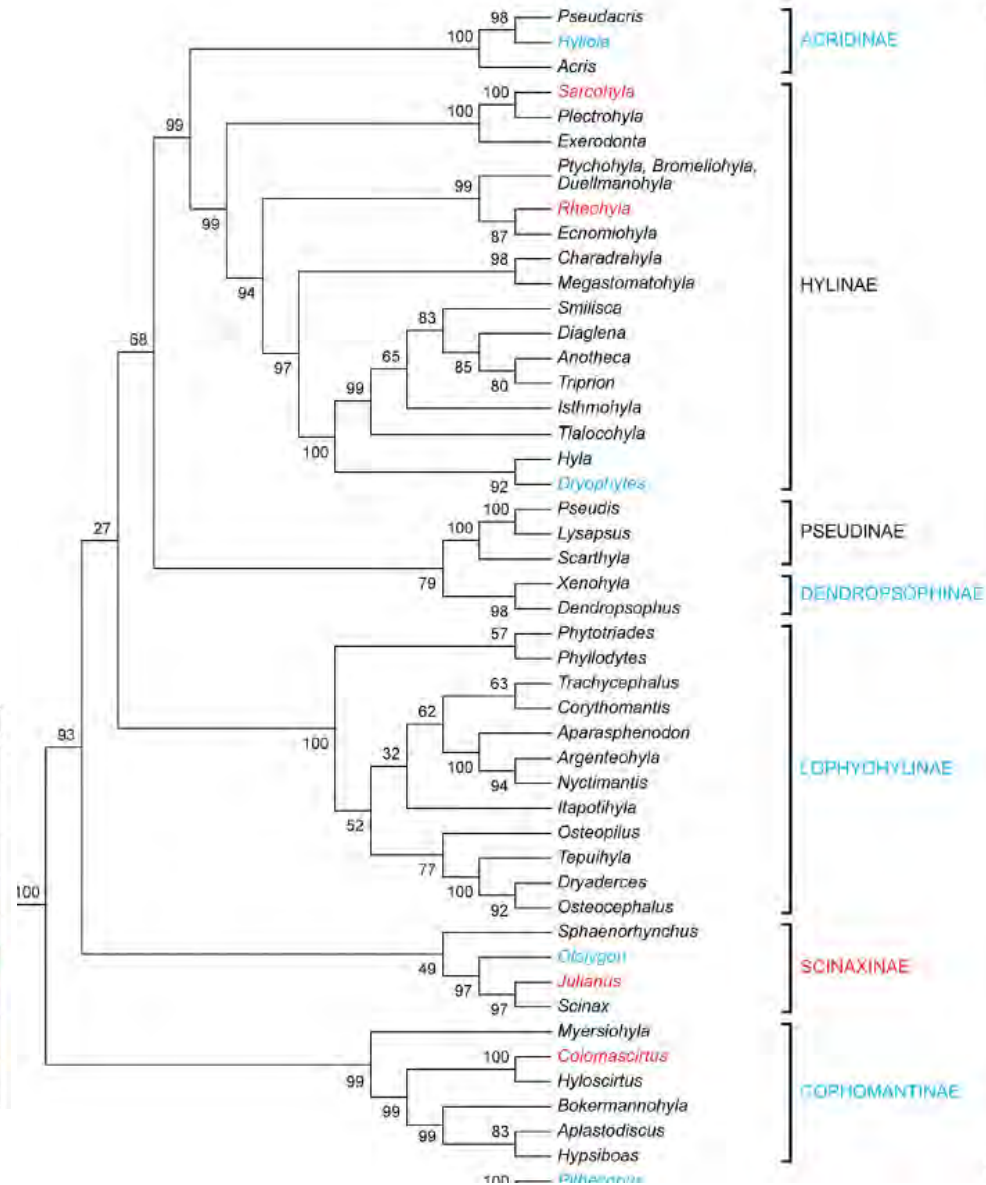 98 Pseudacris
100 Hyliola
Acris
ACRIDINAE
100 Sarcohyla
100 Plectrohyla
Exerodonta
99
Ptychohyla, Bromeliohyla,
Duellmanohyla
99
Rheohyla
87 Ecnomiohyla
99
98 Charadrahyla
Megastomatohyla
HYLINAE
94
83 Smilisca
Diaglena
85 Anotheca
80 Triprion
65
97
99 Isthmohyla
Tlalocohyla
100
Hyla
92 Dryophytes
68
100 Pseudis
100 Lysapsus
Scarthyla
PSEUDINAE
27
79
Xenohyla
98 Dendropsophus
DENDROPSOPHINAE
57 Phytotriades
Phyllodytes
63 Trachycephalus
Corythomantis
62
Aparasphenodon
100 Argenteohyla
94 Nyctimantis
LOPHYOHYLINAE
93
100
32
Itapotihyla
52
Osteopilus
77
Tepuihyla
100 Dryaderces
92 Osteocephalus
100
Sphaenorhynchus
49
Ololygon
97 Julianus
97 Scinax
SCINAXINAE
Myersiohyla
99
100 Colomascirtus
Hyloscirtus
99
Bokermannohyla
99
83 Aplastodiscus
Hypsiboas
COPHOMANTINAE
100 Pithecopus